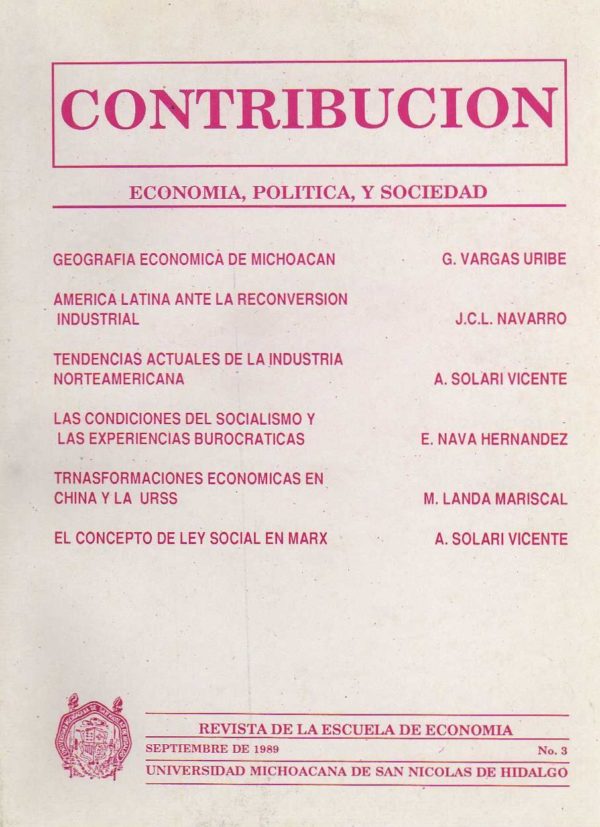 CONTRIBUCION
ECONOMIA, POLITICA, Y SOCIEDAD
GEOGRAFIA ECONOMICA DE MICHOACAN G. VARGAS URIBE
AMERICA LATINA ANTE LA RECONVERSION
INDUSTRIAL J.C.L. NAVARRO
TENDENCIAS ACTUALES DE LA INDUSTRIA
NORTEAMERICANA A. SOLARI VICENTE
LAS CONDICIONES DEL SOCIALISMO Y
LAS EXPERIENCIAS BUROCRATICAS E. NAVA HERNANDEZ
TRNASFORMACIONES ECONOMICAS EN
CHINA Y LA URSS M. LANDA MARISCAL
EL CONCEPTO DE LEY SOCIAL EN MARX A. SOLARI VICENTE
REVISTA DE LA ESCUELA DE ECONOMIA
SEPTIEMBRE DE 1989 No. 3
UNIVERSIDAD MICHOACANA DE SAN NICOLAS DE HIDALGO